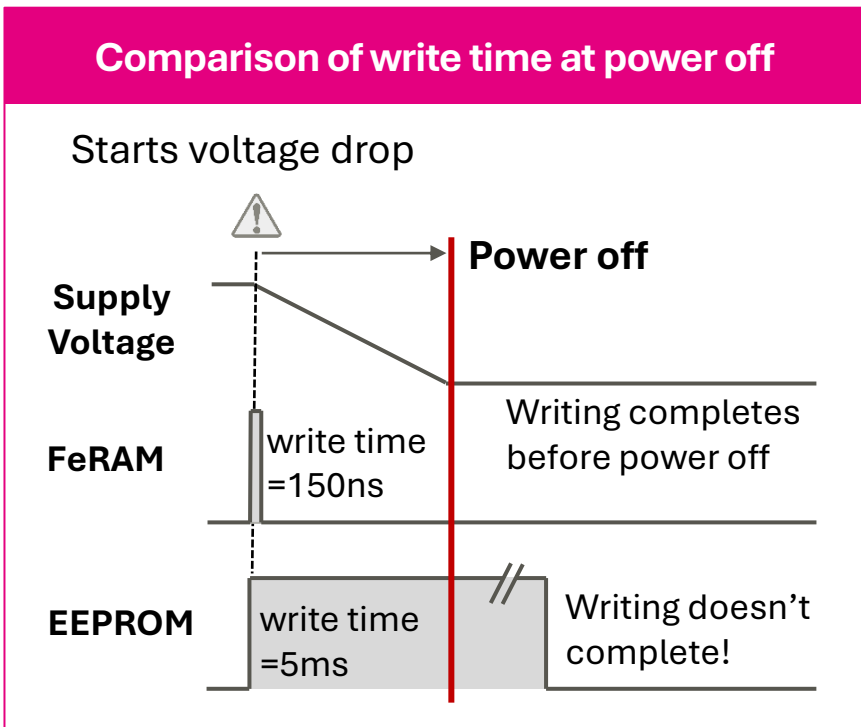 Comparison of write time at power off
Starts voltage drop
Power off
Supply
Voltage
FeRAM
write time
=150ns
Writing completes
before power off
EEPROM
write time
=5ms
Writing doesn’t
complete!